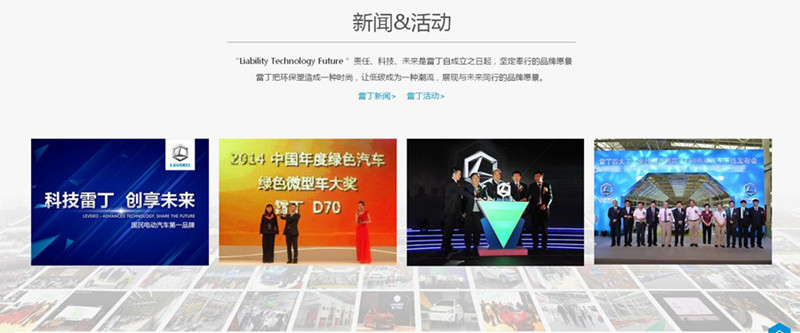 新闻&活动
“Liability Technology Future ”责任、科技、未来是雷丁自成立之日起，坚定奉行的品牌愿景
雷丁把环保塑造成一种时尚，让低碳成为一种潮流，展现与未来同行的品牌愿景。
雷丁新闻> 雷丁活动>
LEVDEO
科技雷丁 创享未来
LEVDEO - ADVANCED TECHNOLOGY, SHARE THE FUTURE
国民电动汽车第一品牌
2014 中国年度绿色汽车
绿色微型车大奖
雷丁 D70